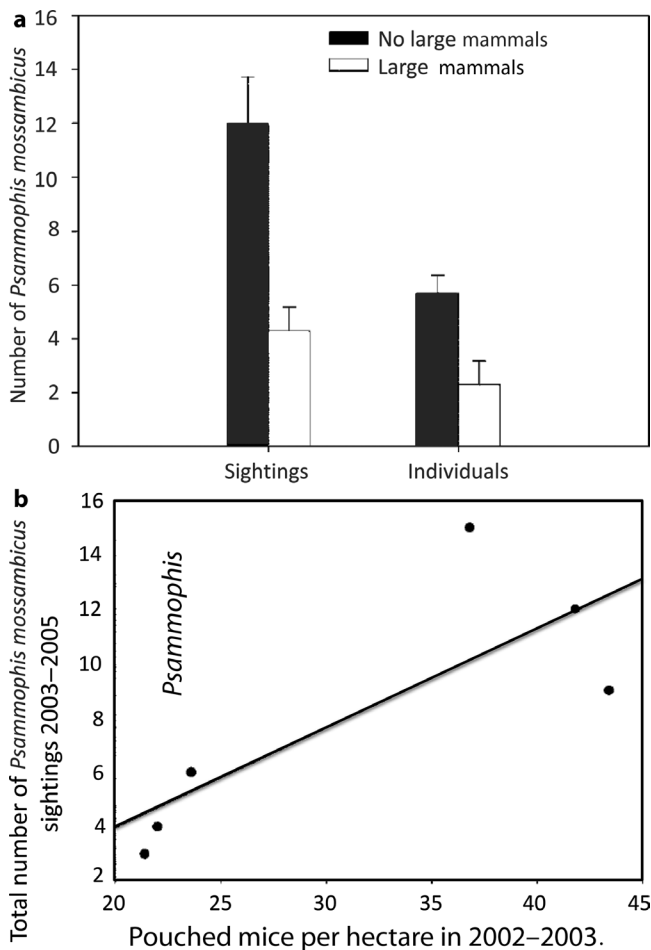 a
Number of Psammophis mossambicus
16
14
12
10
8
6
4
2
0
No large mammals
Large mammals
Sightings
Individuals
b
Total number of Psammophis mossambicus
sightings 2003–2005
16
14
12
10
8
6
4
2
Psammophis
20
25
30
35
40
45
Pouched mice per hectare in 2002–2003.